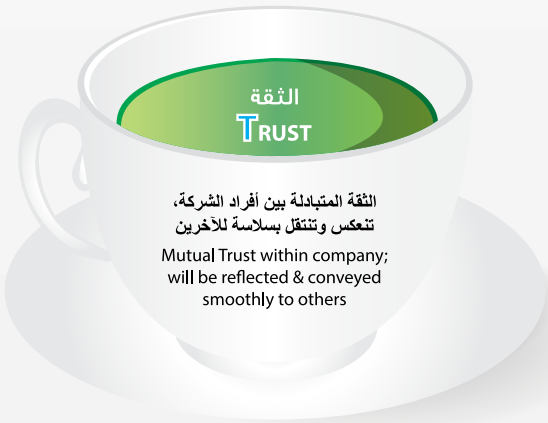 الثقة
TRUST
الثقة المتبادلة بين أفراد الشركة،
تنعكس وتنتقل بسلاسة للآخرين
Mutual Trust within company;
will be reflected & conveyed
smoothly to others